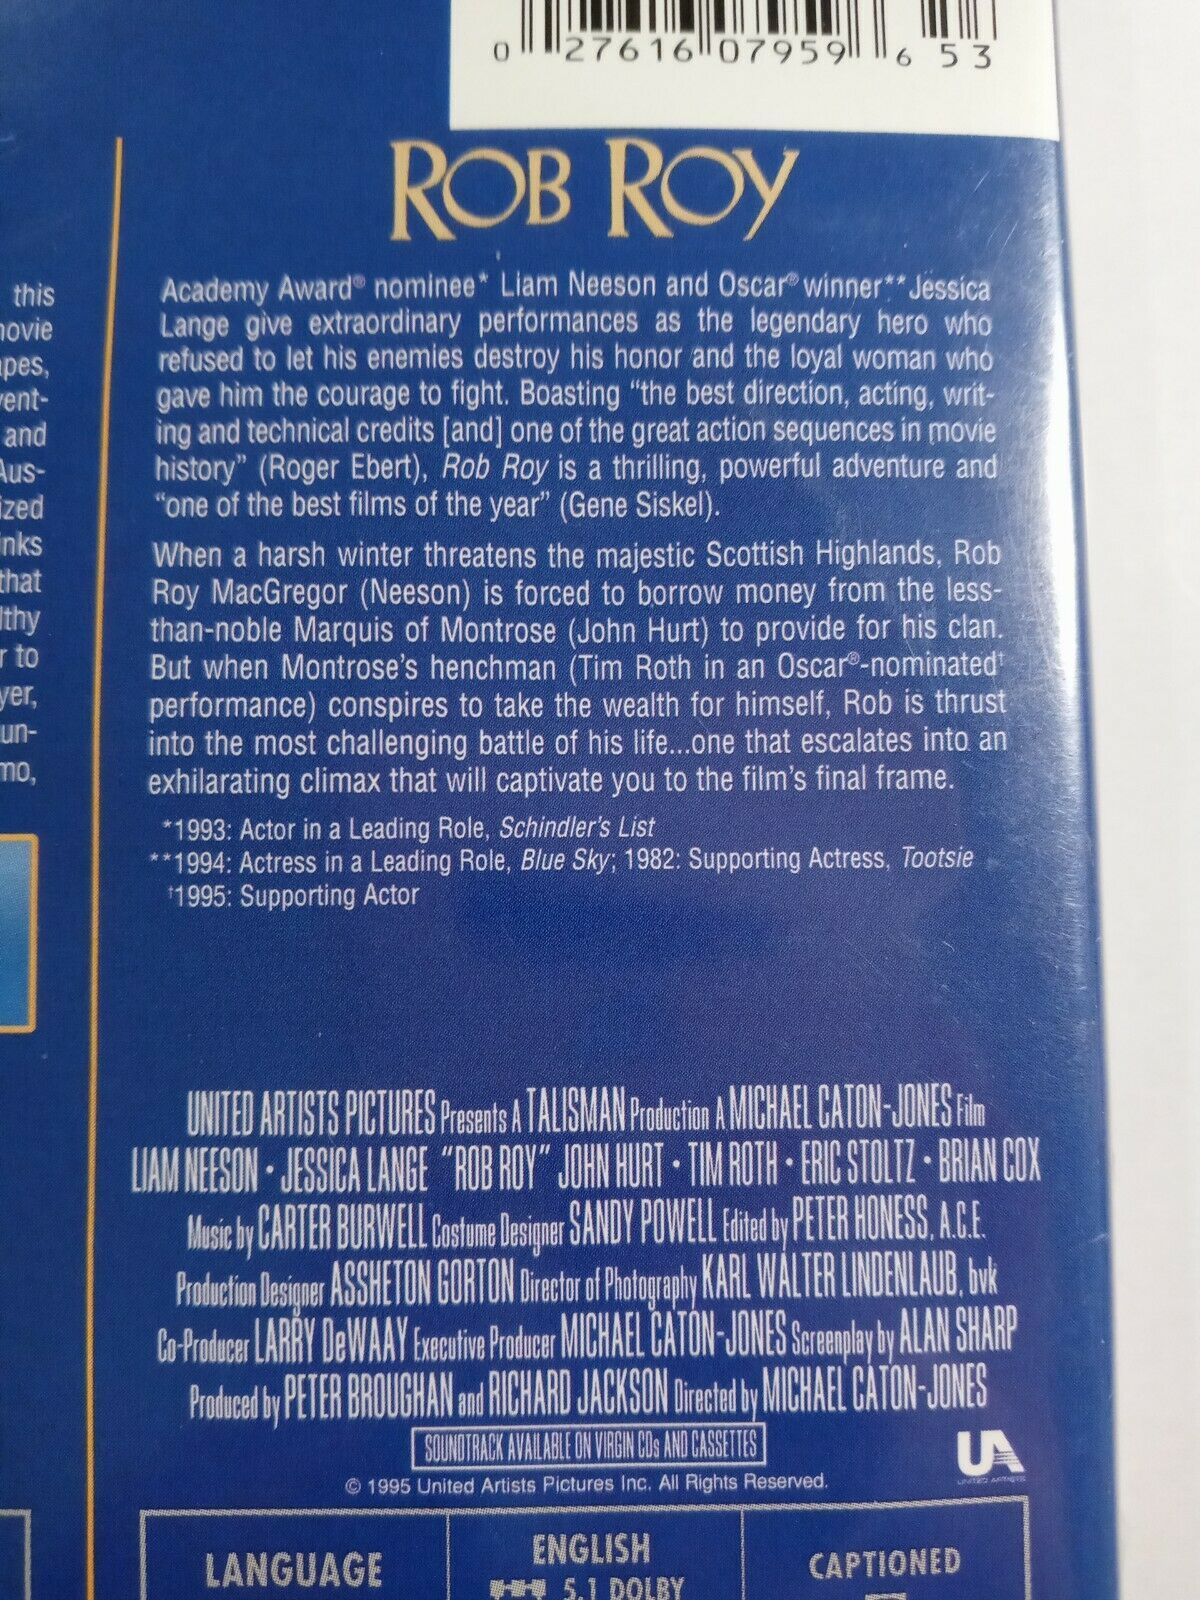 0 27616 07959 6 53
this
movie
apes,
vent-
and
Aus-
ized
inks
that
lthy
r to
yer,
un-
mo,
ROB ROY
Academy Award® nominee* Liam Neeson and Oscar® winner** Jessica
Lange give extraordinary performances as the legendary hero who
refused to let his enemies destroy his honor and the loyal woman who
gave him the courage to fight. Boasting “the best direction, acting, writ-
ing and technical credits [and] one of the great action sequences in movie
history” (Roger Ebert), Rob Roy is a thrilling, powerful adventure and
“one of the best films of the year” (Gene Siskel).
When a harsh winter threatens the majestic Scottish Highlands, Rob
Roy MacGregor (Neeson) is forced to borrow money from the less-
than-noble Marquis of Montrose (John Hurt) to provide for his clan.
But when Montrose’s henchman (Tim Roth in an Oscar®-nominated†
performance) conspires to take the wealth for himself, Rob is thrust
into the most challenging battle of his life...one that escalates into an
exhilarating climax that will captivate you to the film’s final frame.
*1993: Actor in a Leading Role, Schindler’s List
**1994: Actress in a Leading Role, Blue Sky; 1982: Supporting Actress, Tootsie
†1995: Supporting Actor
UNITED ARTISTS PICTURES Presents A TALISMAN Production A MICHAEL CATON-JONES Film
LIAM NEESON • JESSICA LANGE “ROB ROY” JOHN HURT • TIM ROTH • ERIC STOLTZ • BRIAN COX
Music by CARTER BURWELL Costume Designer SANDY POWELL Edited by PETER HONESS, A.C.E.
Production Designer ASSHETON GORTON Director of Photography KARL WALTER LINDENLAUB, bvk
Co-Producer LARRY DeWAAY Executive Producer MICHAEL CATON-JONES Screenplay by ALAN SHARP
Produced by PETER BROUGHAN and RICHARD JACKSON Directed by MICHAEL CATON-JONES
SOUNDTRACK AVAILABLE ON VIRGIN CDs AND CASSETTES
UA
UNITED ARTISTS
© 1995 United Artists Pictures Inc. All Rights Reserved.
LANGUAGE
ENGLISH
5.1 DOLBY
CAPTIONED